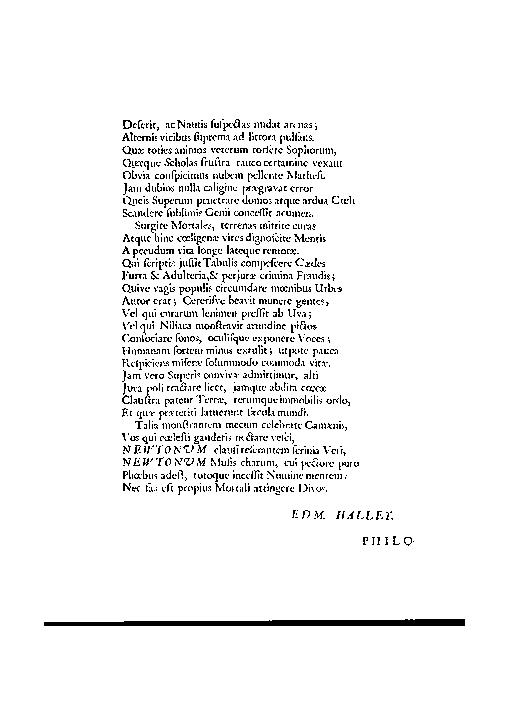 Deſerit, ac Nautis ſuſpectas nudat arenas;
Alternis vicibus ſuprema ad littora pulſans.
Quæ toties animos veterum torſere Sophorum,
Quæque Scholas fruſtra rauco certamine vexant
Obvia conſpicimus nubem pellente Matheſi.
Jam dubios nulla caligine prægravat error
Queis Superum penetrare domos atque ardua Cœli
Scandere ſublimis Genii conceſſit acumen.
Surgite Mortales, terrenas mittite curas
Atque hinc cœligenæ vires dignoſcite Mentis
A pecudum vita longe lateque remotæ.
Qui ſcriptis juſſit Tabulis compeſcere Cædes
Furta & Adulteria, & perjuræ crimina Fraudis;
Quive vagis populis circumdare mœnibus Urbes
Autor erat; Cererisve beavit munere gentes,
Vel qui curarum lenimen preſſit ab Uva;
Vel qui Niliaca monſtravit arundine pictos
Conſociare ſonos, oculiſque exponere Voces;
Humanam ſortem minus extulit; utpote pauca
Reſpiciens miſeræ ſolummodo commoda vitæ.
Jam vero Superis convivæ admittimur, alti
Jura poli tractare licet, jamque abdita cœcæ
Clauſtra patent Terræ, rerumque immobilis ordo,
Et quæ præteriti latuerunt ſæcula mundi.
Talia monſtrantem mecum celebrate Camænis,
Vos qui cœleſti gaudetis nectare veſci,
NEWTONVM clauſi reſerantem ſcrinia Veri,
NEWTONVM Muſis charum, cui pectore puro
Phœbus adeſt, totoque inceſſit Numine mentem:
Nec fas eſt propius Mortali attingere Divos.
EDM. HALLEY.
PHILO-